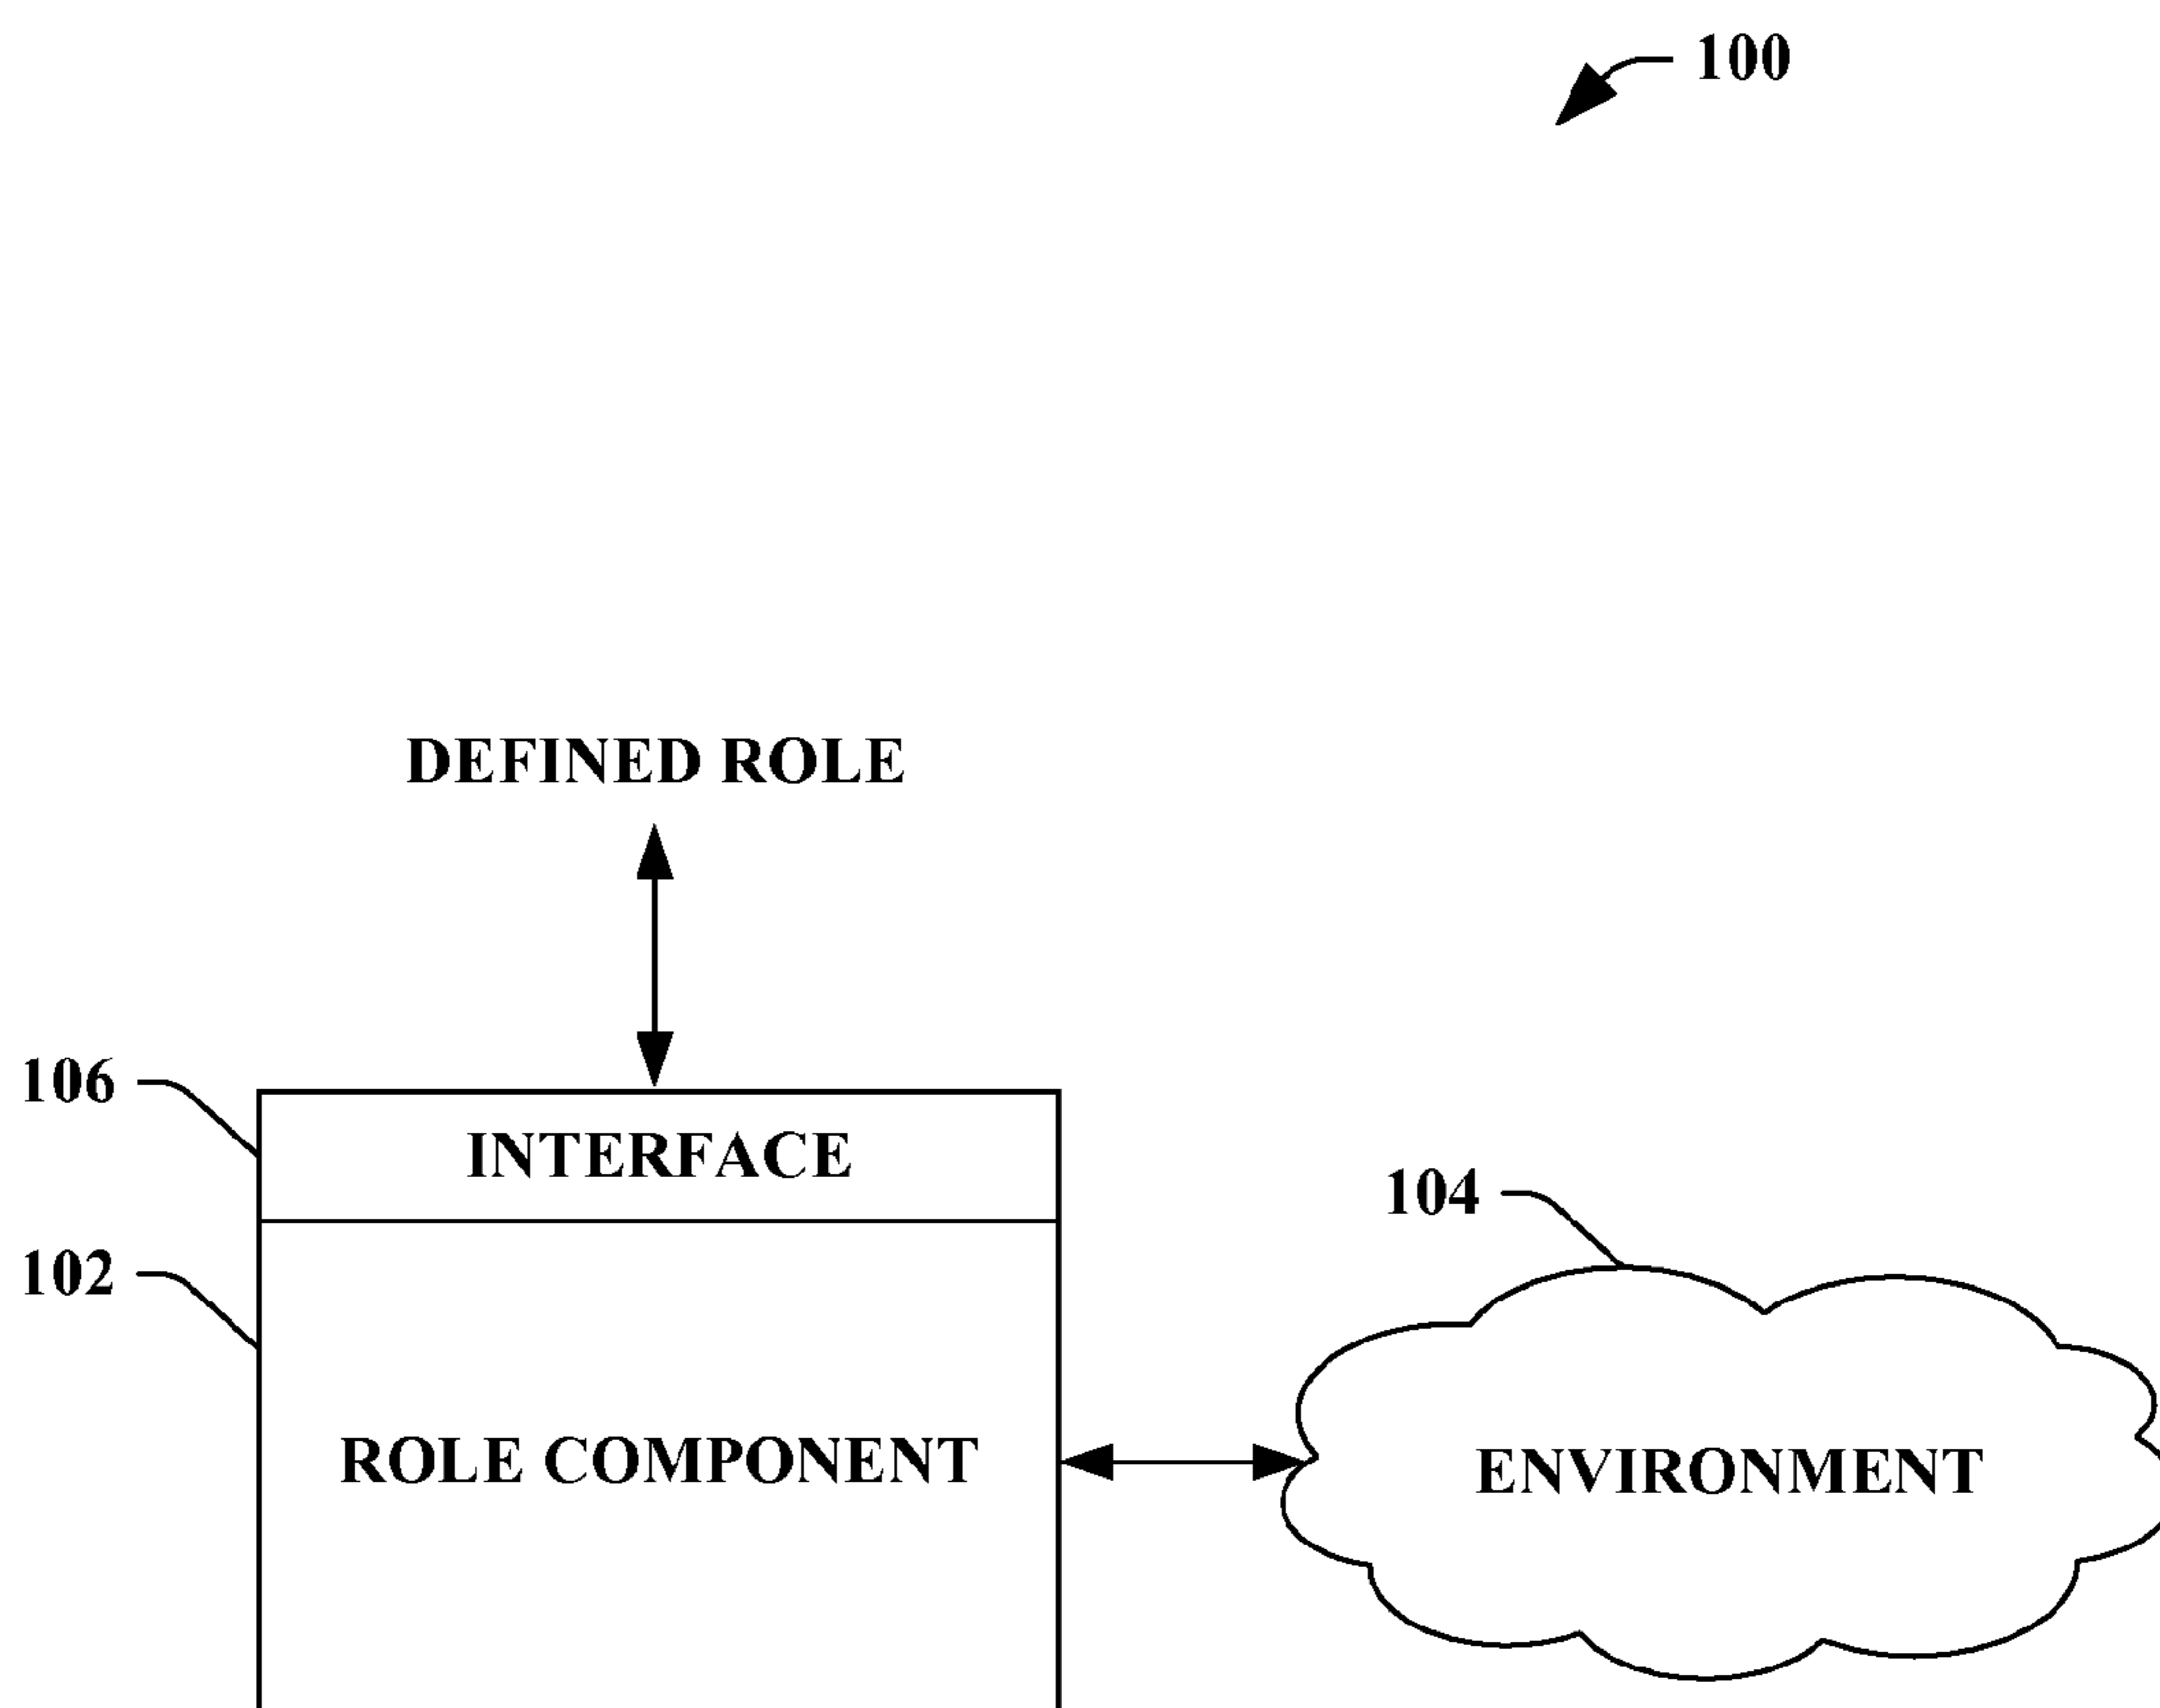 100
DEFINED ROLE
106
INTERFACE
104
102
ROLE COMPONENT
ENVIRONMENT